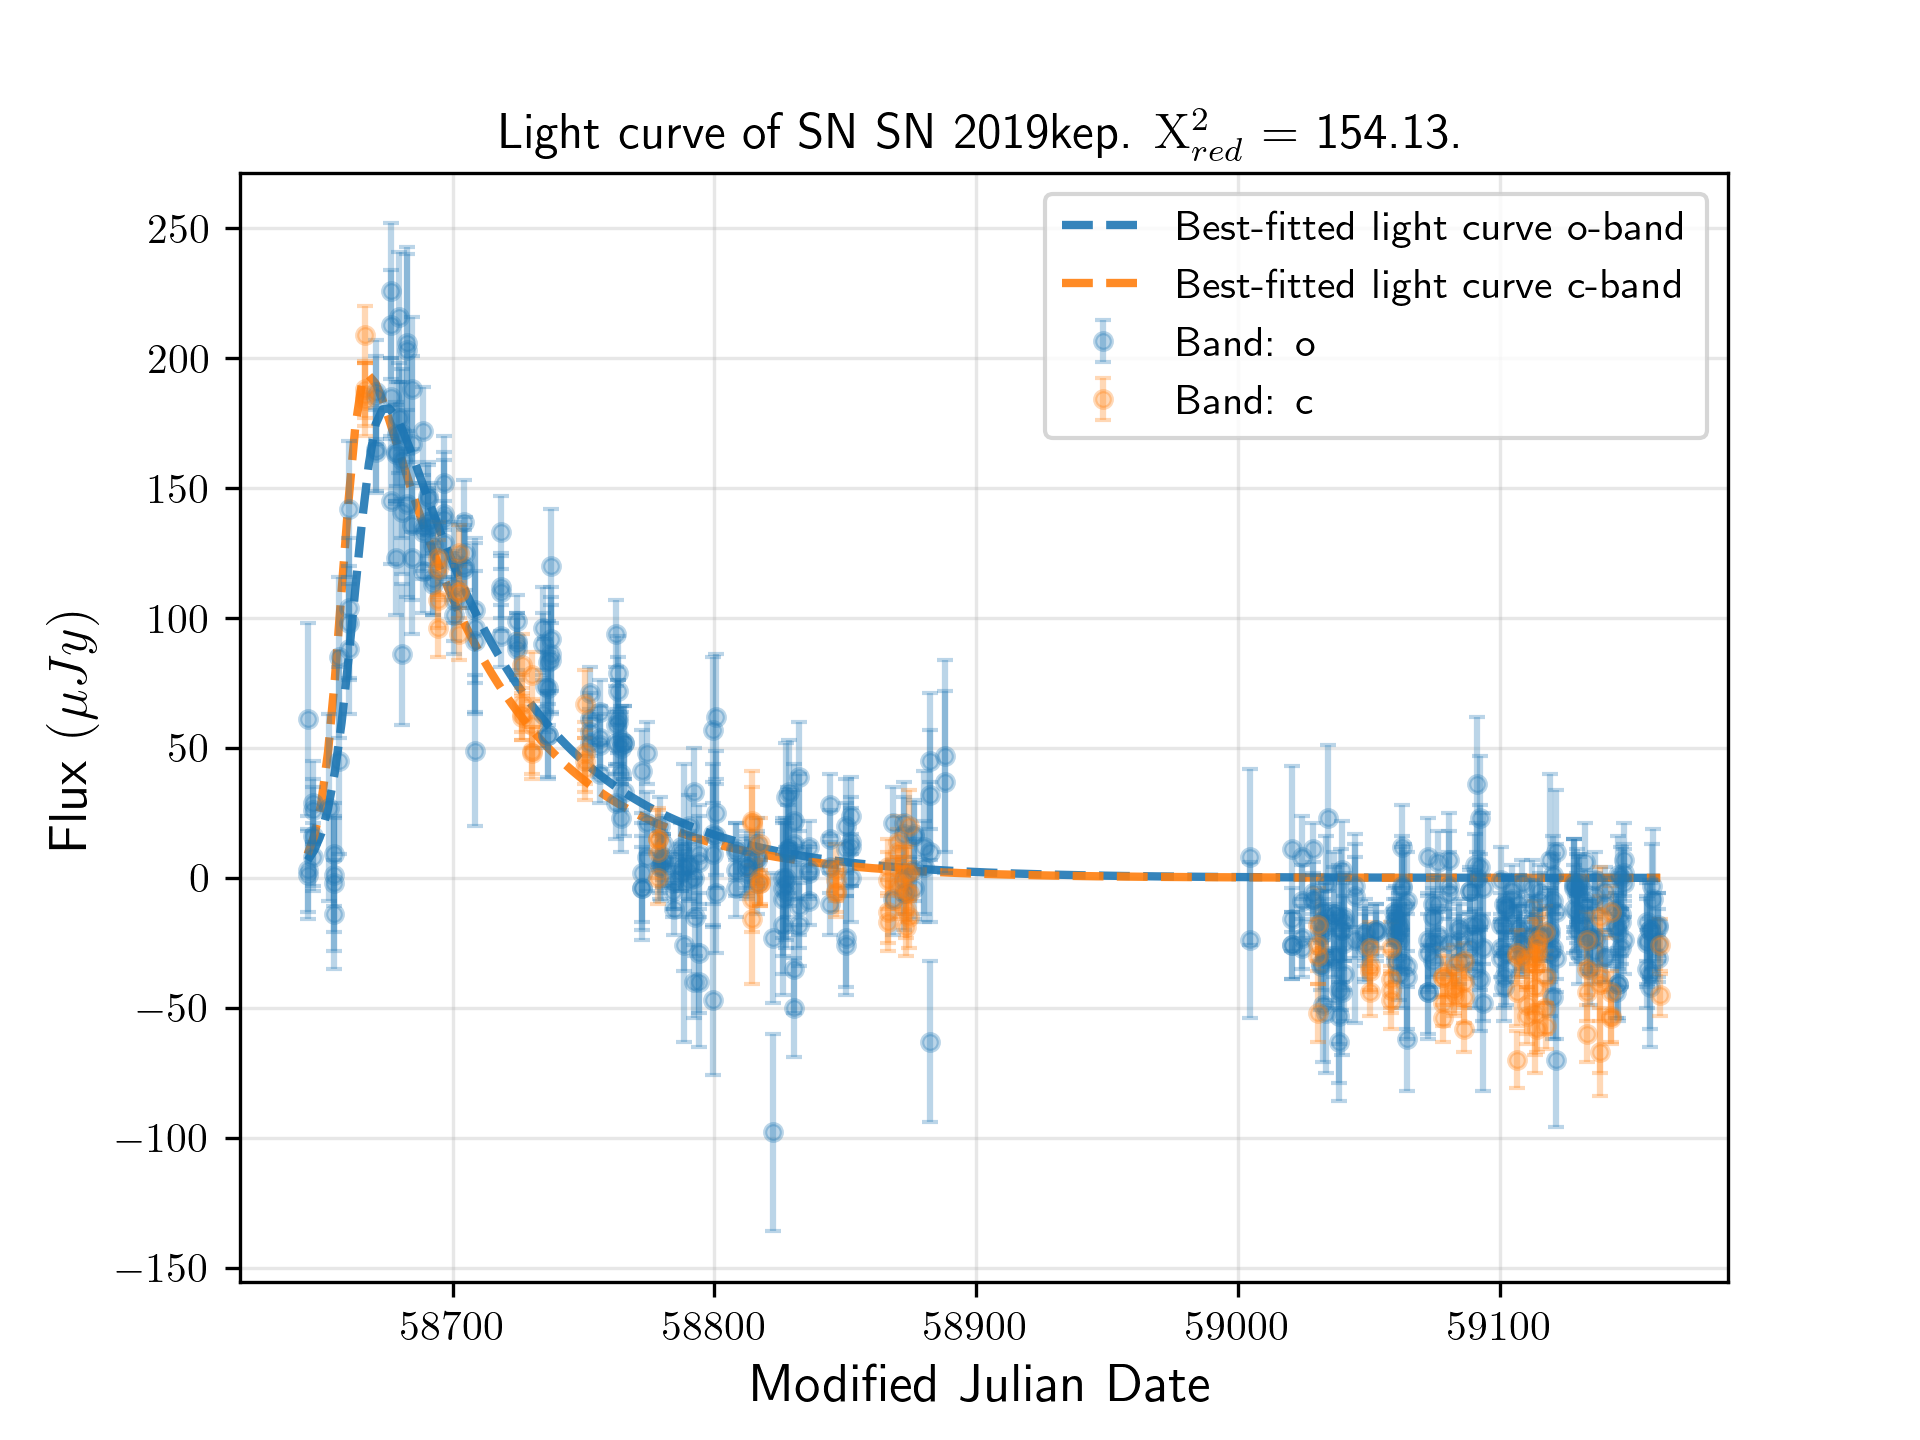 Light curve of SN SN 2019kep. X²_red = 154.13.
Best-fitted light curve o-band
Best-fitted light curve c-band
Band: o
Band: c
250
200
150
100
50
0
−50
−100
−150
Flux (μJy)
58700 58800 58900 59000 59100
Modified Julian Date